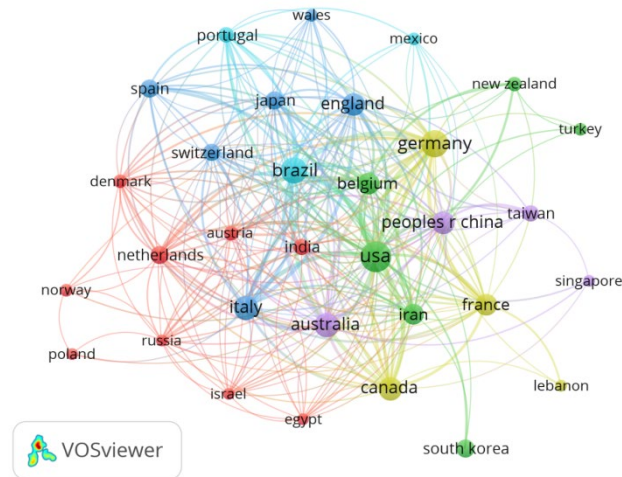 wales
portugal
mexico
spain
japan
england
new zealand
turkey
germany
switzerland
brazil
belgium
denmark
peoples r china
taiwan
austria
india
netherlands
usa
singapore
norway
italy
australia
iran
france
russia
poland
canada
lebanon
israel
egypt
south korea
VOSviewer